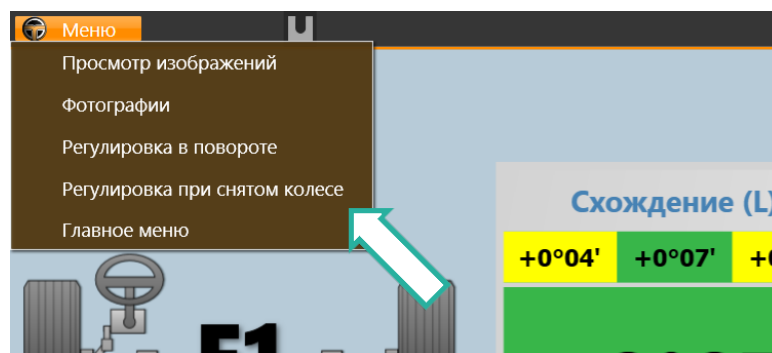 Меню
Просмотр изображений
Фотографии
Регулировка в повороте
Регулировка при снятом колесе
Главное меню
Схождение (L)
+0°04' +0°07'